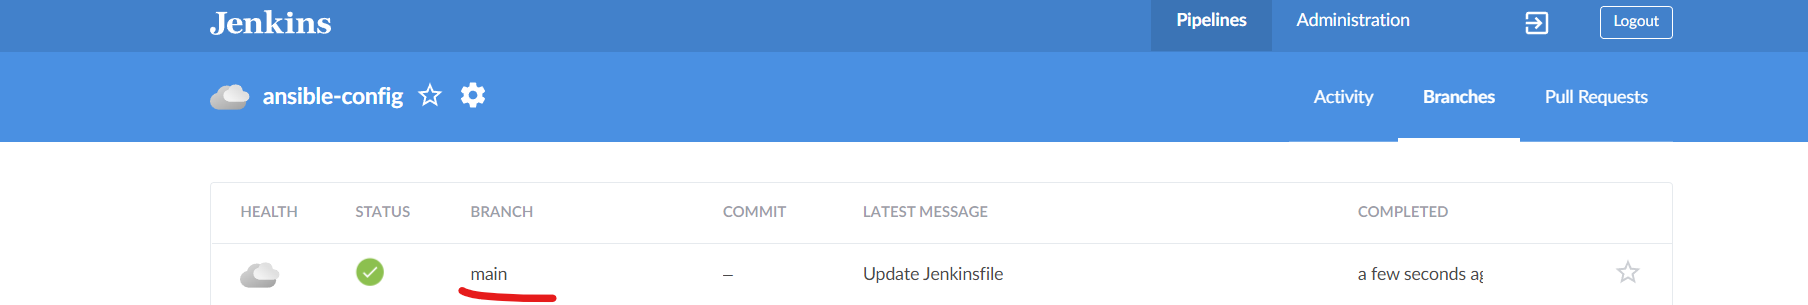 Jenkins Pipelines Administration Logout
ansible-config Activity Branches Pull Requests
HEALTH STATUS BRANCH COMMIT LATEST MESSAGE COMPLETED
main – Update Jenkinsfile a few seconds ag